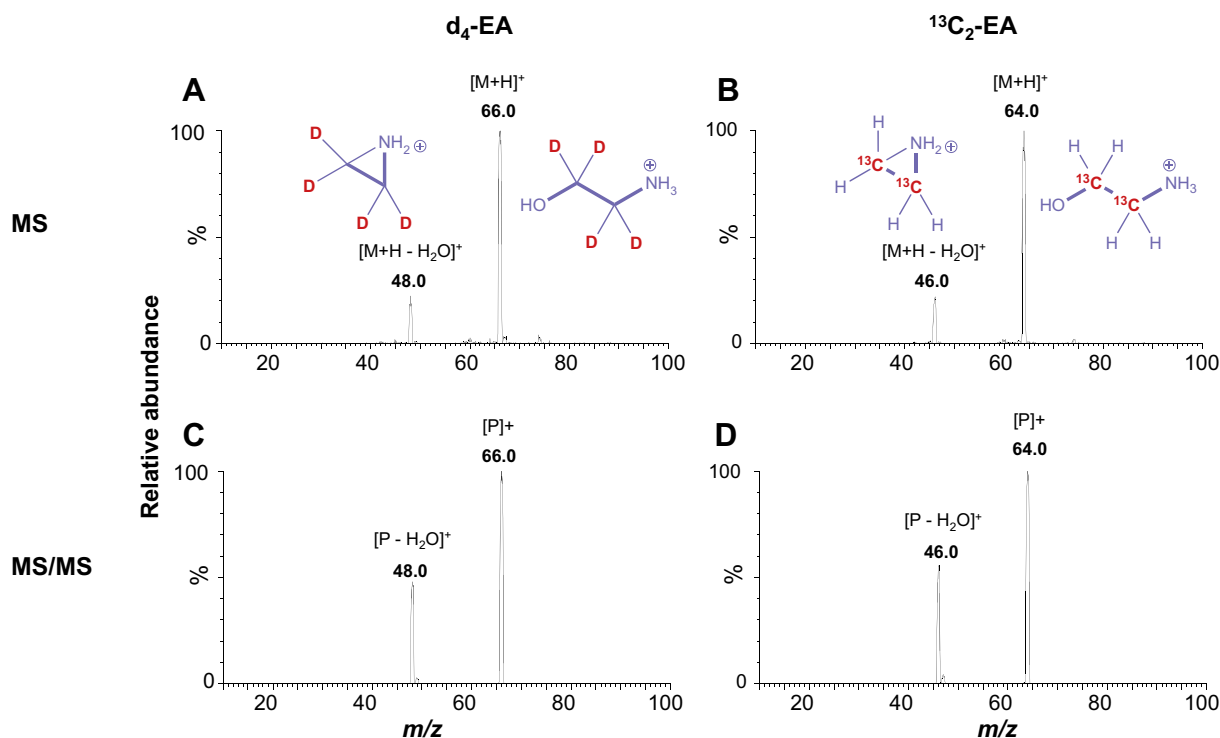 d₄-EA
¹³C₂-EA
MS
MS/MS
Relative abundance
A
[M+H]⁺
66.0
100
%
0
[M+H - H₂O]⁺
48.0
D
D
D
D
NH₂ ⊕
D
D
D
D
HO
NH₃
⊕
20 40 60 80 100
B
[M+H]⁺
64.0
100
%
0
[M+H - H₂O]⁺
46.0
H
H
H
H
¹³C
¹³C
NH₂ ⊕
H
H
H
H
¹³C
¹³C
HO
NH₃
⊕
20 40 60 80 100
C
[P]+
66.0
100
%
0
[P - H₂O]⁺
48.0
20 40 60 80 100
m/z
D
[P]+
64.0
100
%
0
[P - H₂O]⁺
46.0
20 40 60 80 100
m/z